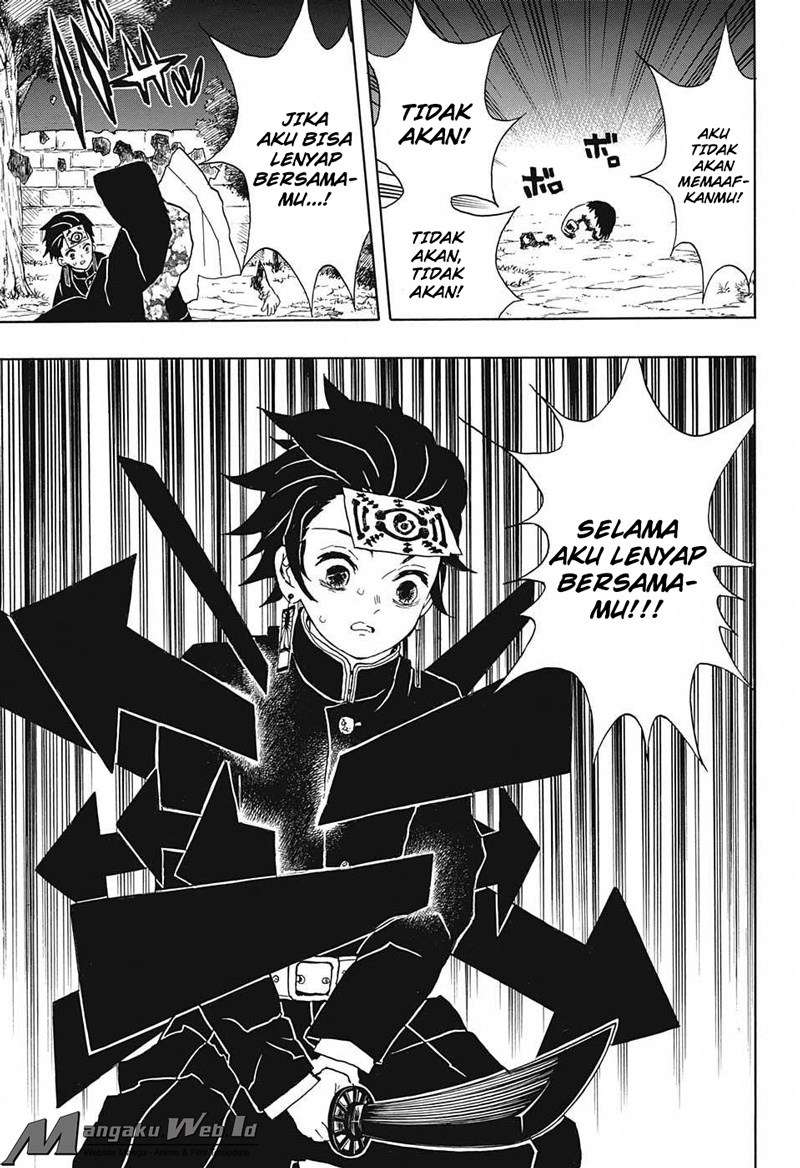 AKU
TIDAK
AKAN
MEMAAF-
KANMU!
TIDAK
AKAN!
ボロ
ボロ
TIDAK
AKAN,
TIDAK
AKAN!
JIKA
AKU BISA
LENYAP
BERSAMA-
MU...!
SELAMA
AKU LENYAP
BERSAMA-
MU!!!
Mangaku Web Id